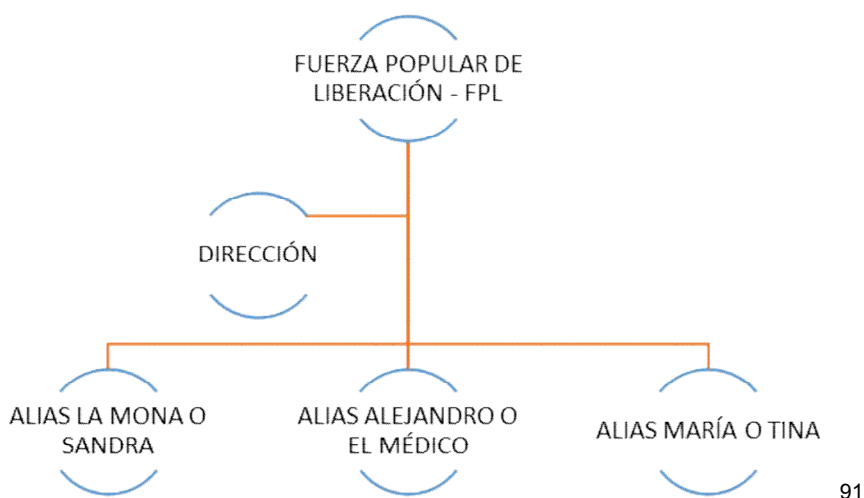 FUERZA POPULAR DE
LIBERACIÓN - FPL
DIRECCIÓN
ALIAS LA MONA O
SANDRA
ALIAS ALEJANDRO O
EL MÉDICO
ALIAS MARÍA O TINA
91